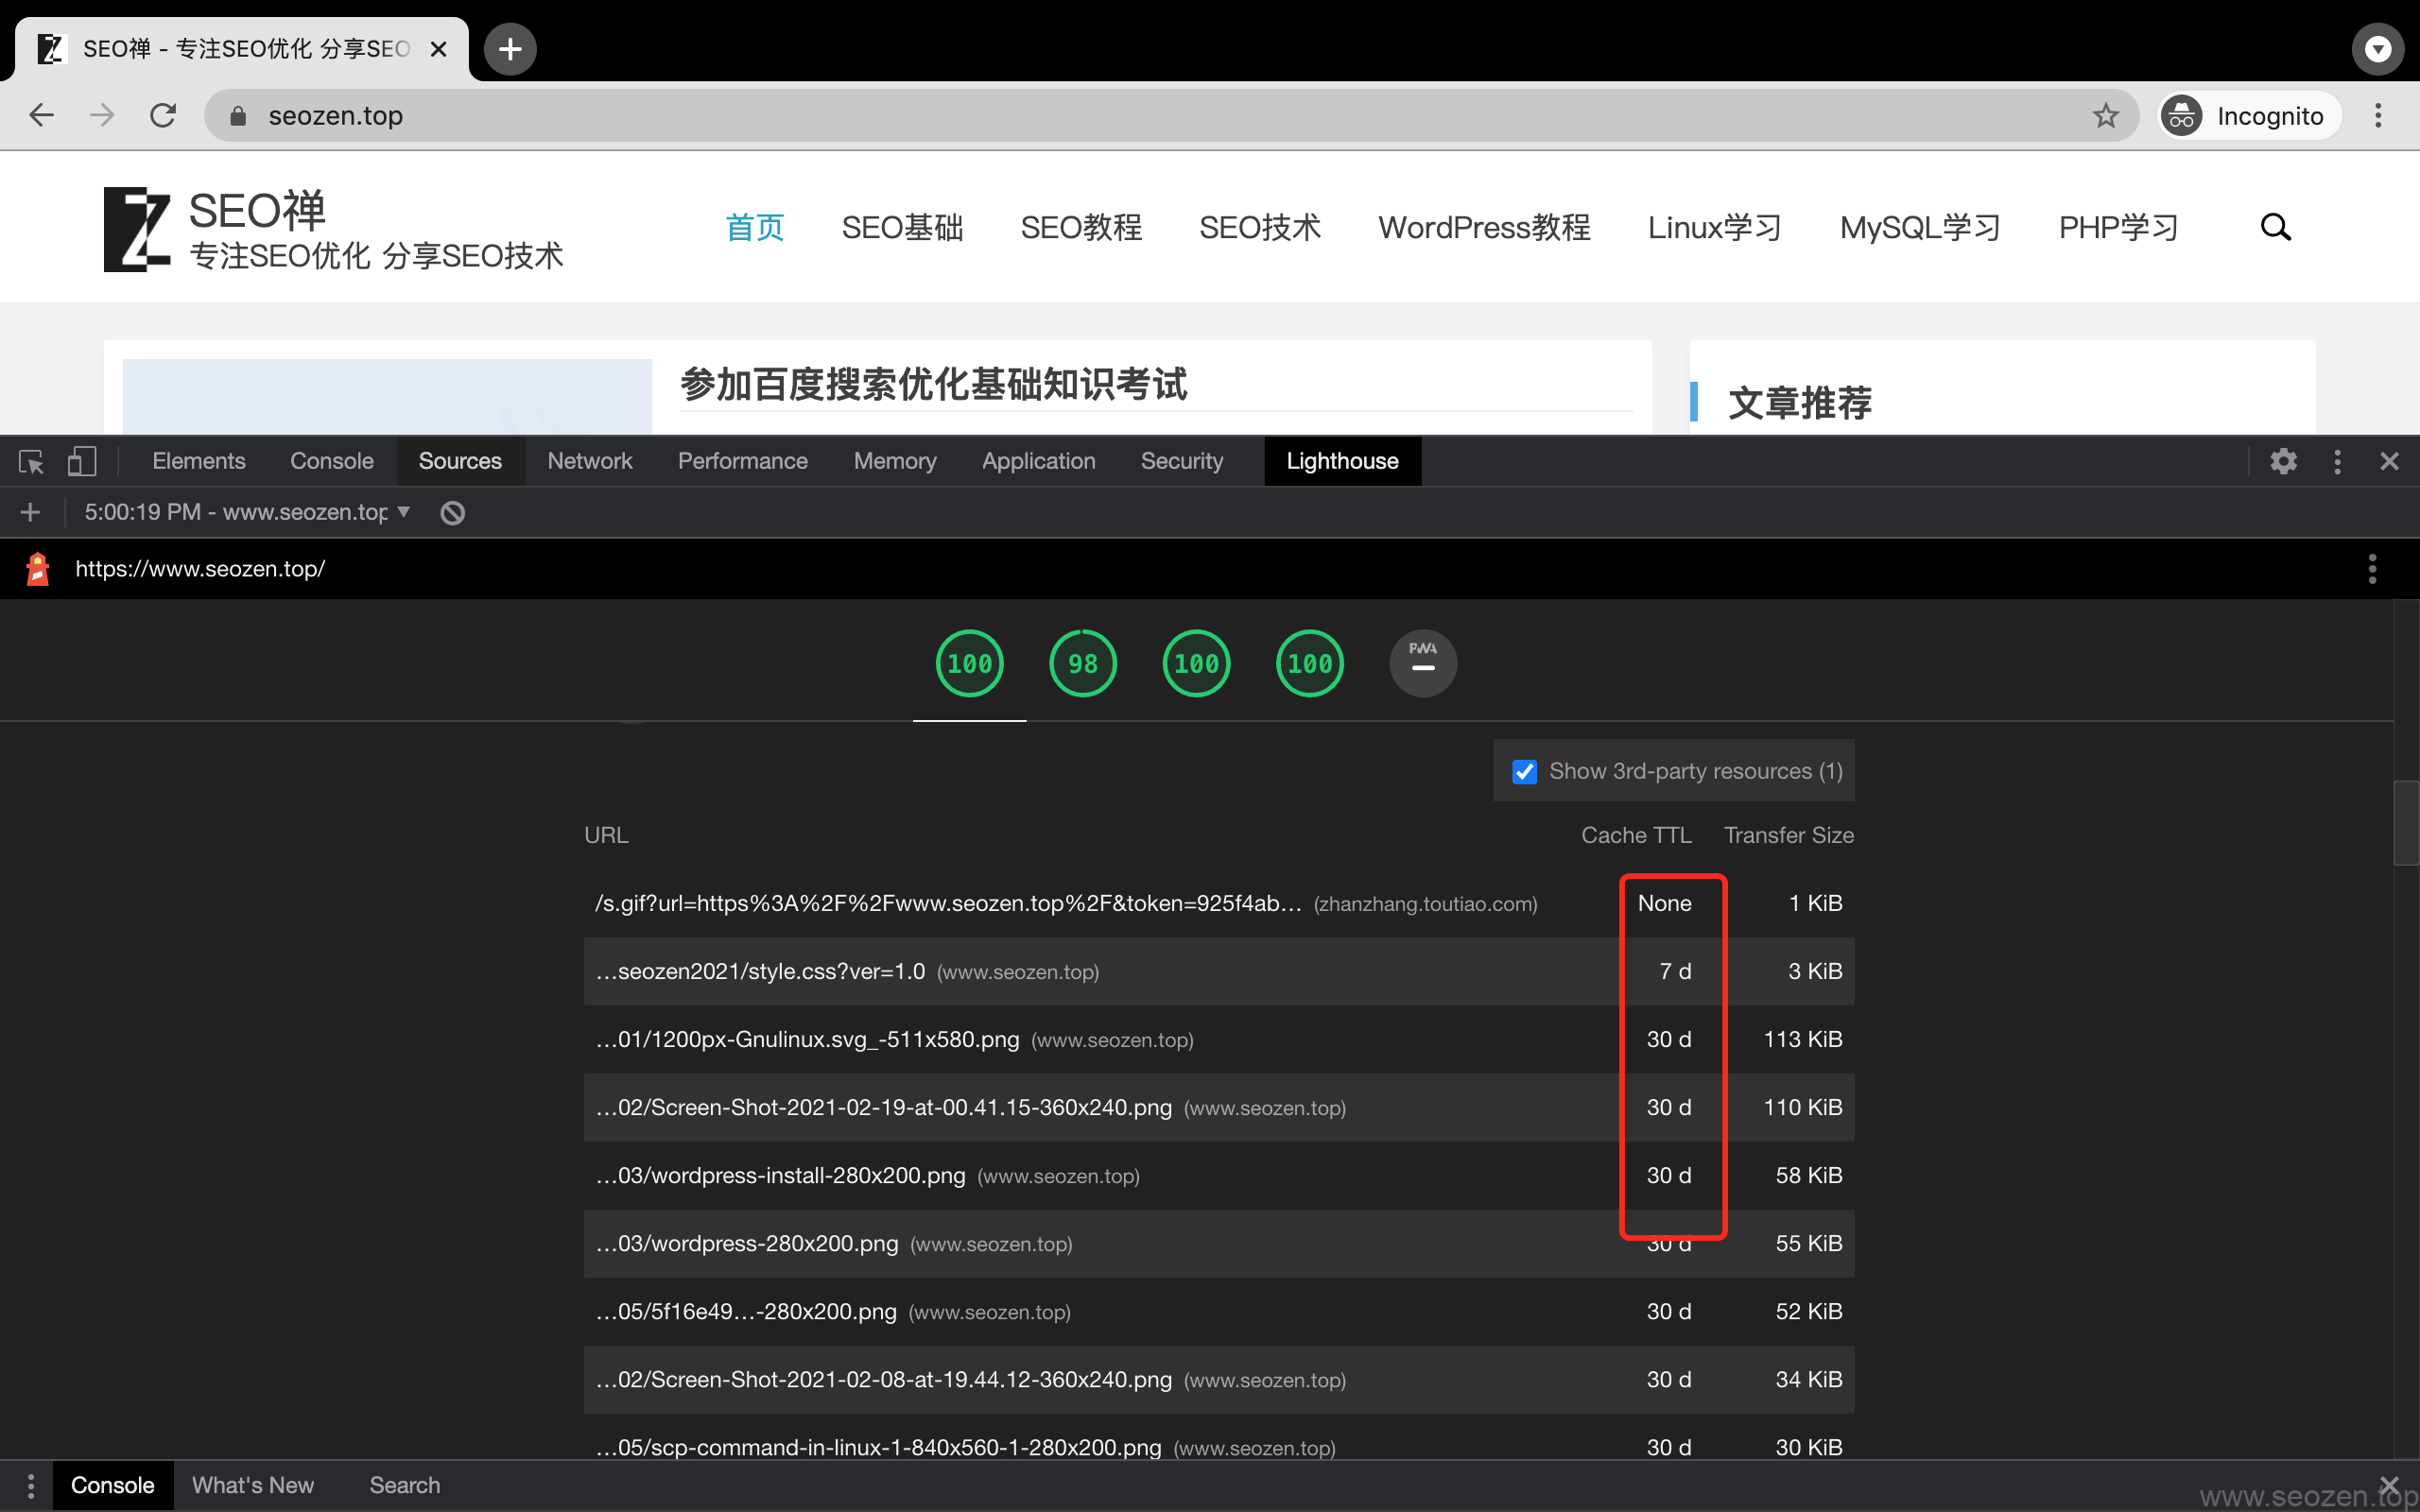 SEO禅 - 专注SEO优化 分享SEO
seozen.top
Incognito
SEO禅
专注SEO优化 分享SEO技术
首页 SEO基础 SEO教程 SEO技术 WordPress教程 Linux学习 MySQL学习 PHP学习
参加百度搜索优化基础知识考试
文章推荐
Elements Console Sources Network Performance Memory Application Security Lighthouse
5:00:19 PM - www.seozen.top
https://www.seozen.top/
100 98 100 100 PWA
Show 3rd-party resources (1)
URL Cache TTL Transfer Size
/s.gif?url=https%3A%2F%2Fwww.seozen.top%2F&token=925f4ab… (zhanzhang.toutiao.com) None 1 KiB
…seozen2021/style.css?ver=1.0 (www.seozen.top) 7 d 3 KiB
…01/1200px-Gnulinux.svg_-511x580.png (www.seozen.top) 30 d 113 KiB
…02/Screen-Shot-2021-02-19-at-00.41.15-360x240.png (www.seozen.top) 30 d 110 KiB
…03/wordpress-install-280x200.png (www.seozen.top) 30 d 58 KiB
…03/wordpress-280x200.png (www.seozen.top) 30 d 55 KiB
…05/5f16e49…-280x200.png (www.seozen.top) 30 d 52 KiB
…02/Screen-Shot-2021-02-08-at-19.44.12-360x240.png (www.seozen.top) 30 d 34 KiB
…05/scp-command-in-linux-1-840x560-1-280x200.png (www.seozen.top) 30 d 30 KiB
Console What's New Search
www.seozen.top